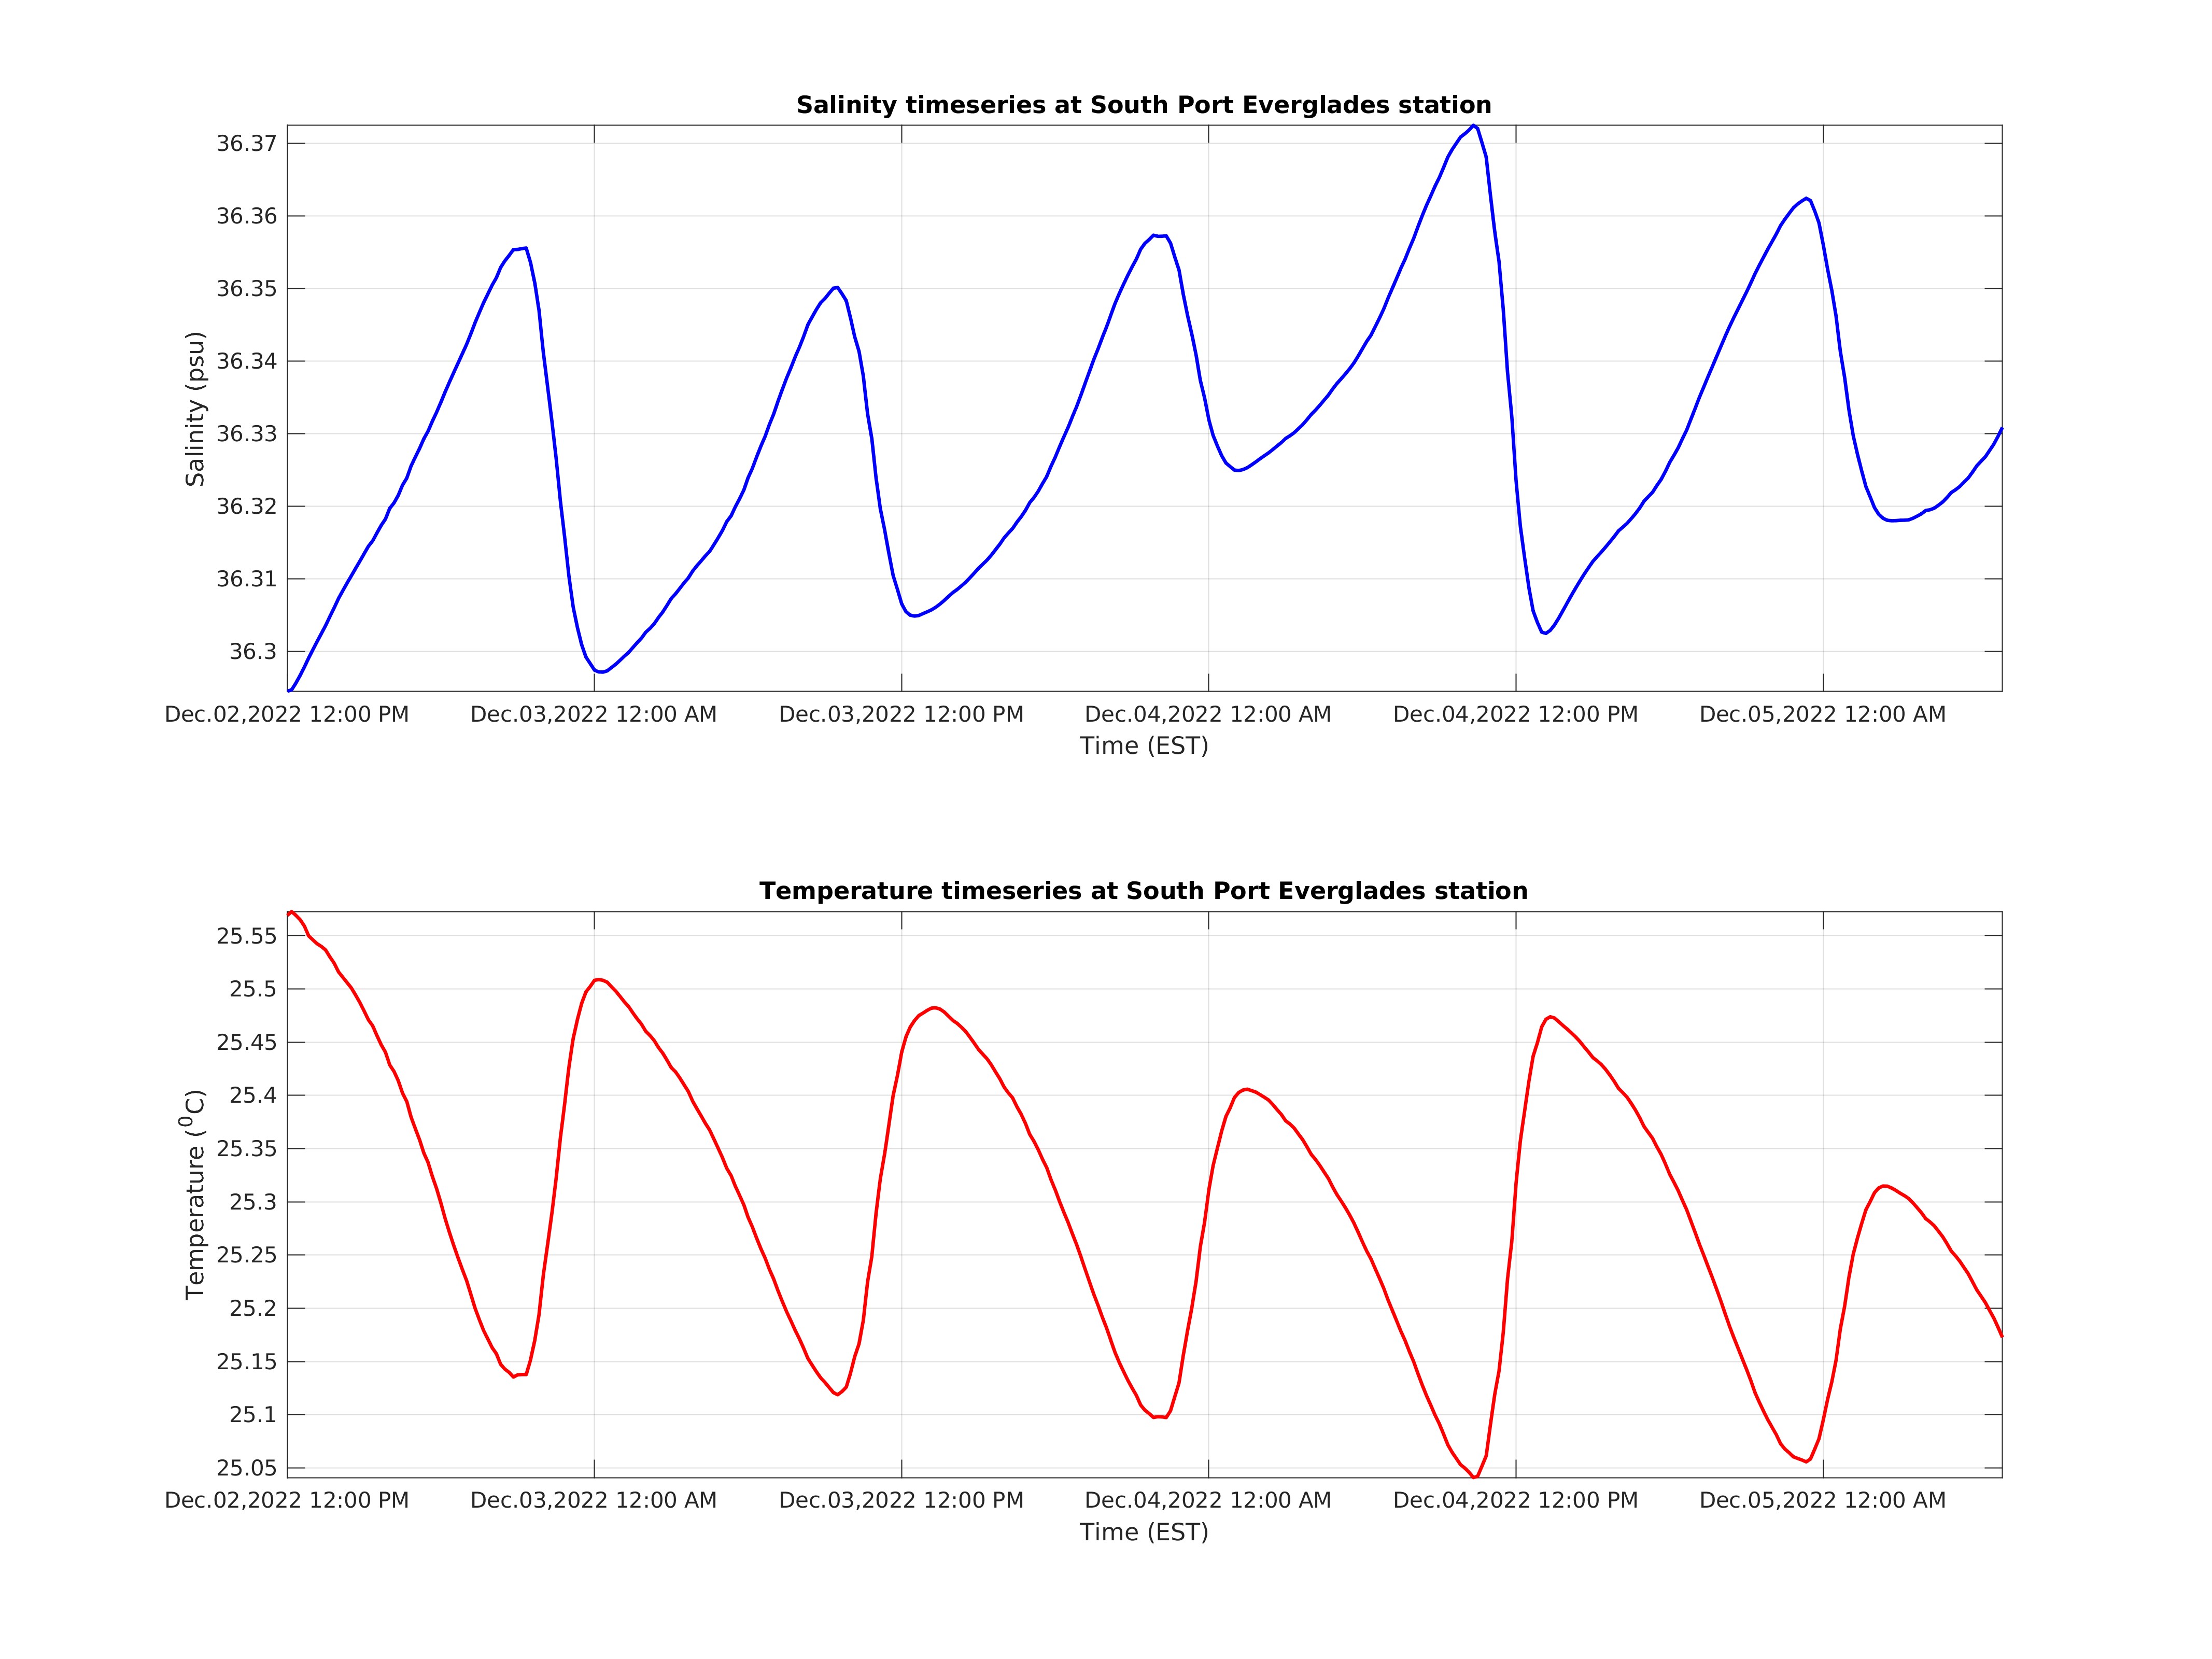 Salinity timeseries at South Port Everglades station
36.37
36.36
36.35
36.34
36.33
36.32
36.31
36.3
Salinity (psu)
Dec.02,2022 12:00 PM Dec.03,2022 12:00 AM Dec.03,2022 12:00 PM Dec.04,2022 12:00 AM Dec.04,2022 12:00 PM Dec.05,2022 12:00 AM
Time (EST)
Temperature timeseries at South Port Everglades station
25.55
25.5
25.45
25.4
25.35
25.3
25.25
25.2
25.15
25.1
25.05
Temperature (⁰C)
Dec.02,2022 12:00 PM Dec.03,2022 12:00 AM Dec.03,2022 12:00 PM Dec.04,2022 12:00 AM Dec.04,2022 12:00 PM Dec.05,2022 12:00 AM
Time (EST)